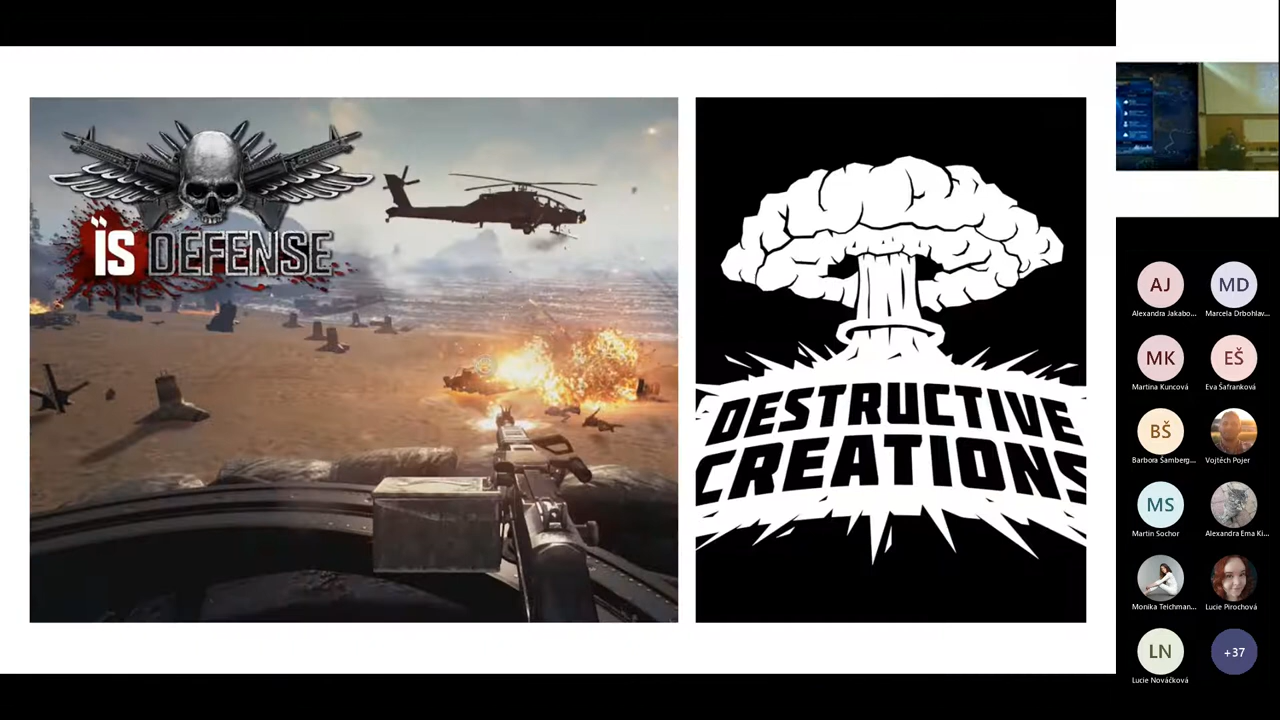 ÏS DEFENSE
DESTRUCTIVE
CREATIONS
AJ
MD
Alexandra Jakabo...
Marcela Drbohlav...
MK
EŠ
Martina Kuncová
Eva Šafranková
BŠ
Barbora Šamberg...
Vojtěch Pojer
MS
Martin Sochor
Alexandra Ema Ki...
Monika Teichman...
Lucie Pirochová
LN
+37
Lucie Nováčková